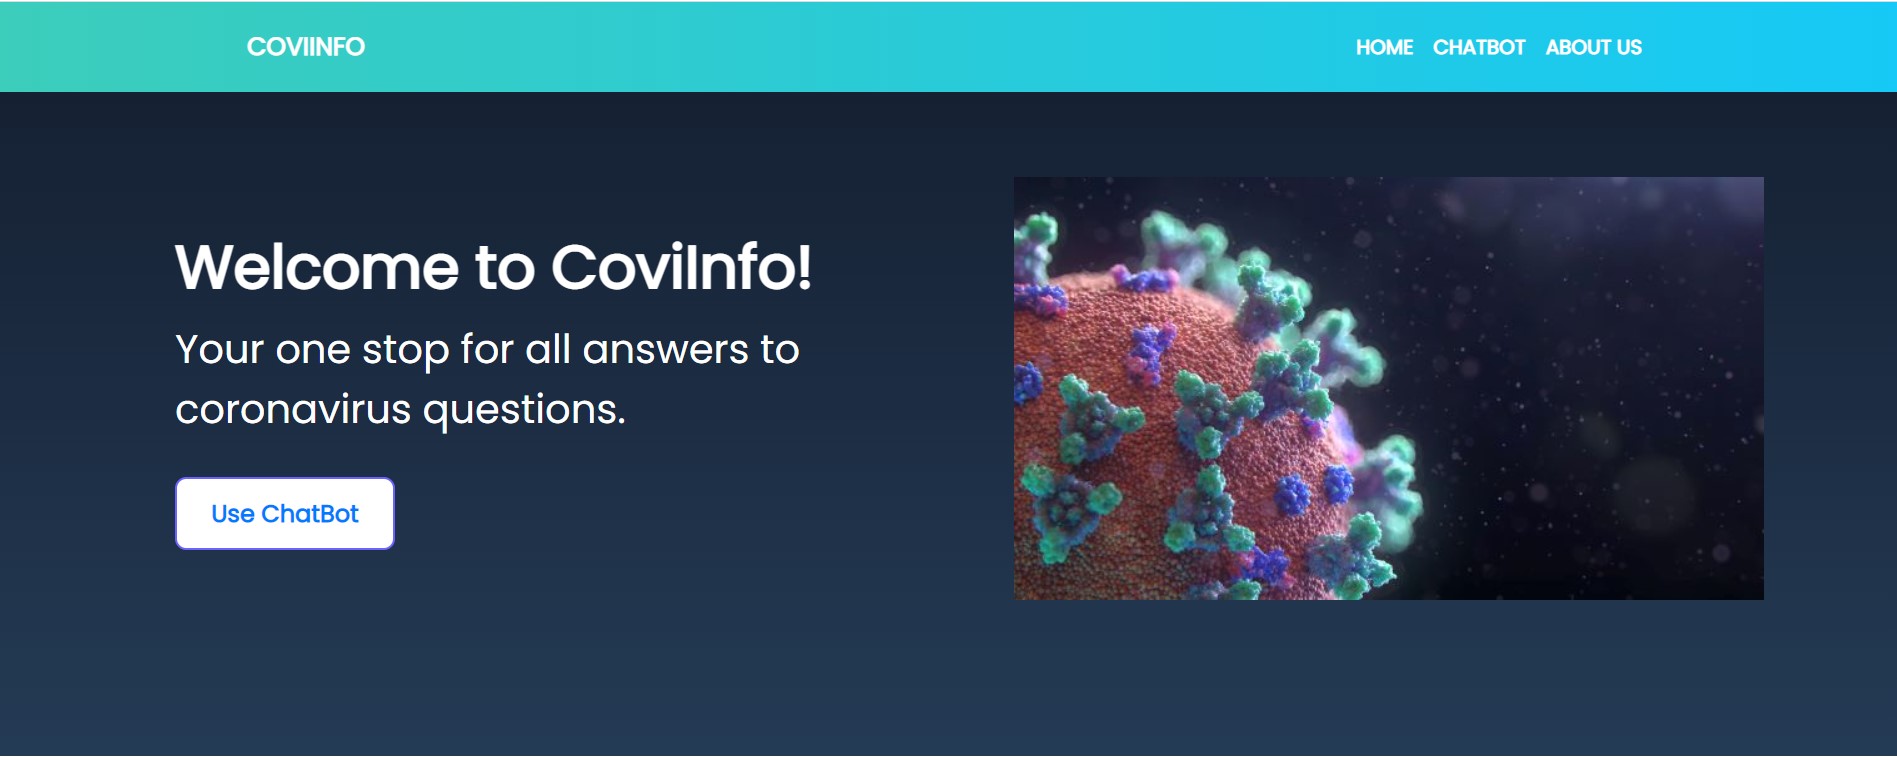 COVIINFO
HOME CHATBOT ABOUT US
Welcome to CoviInfo!
Your one stop for all answers to
coronavirus questions.
Use ChatBot